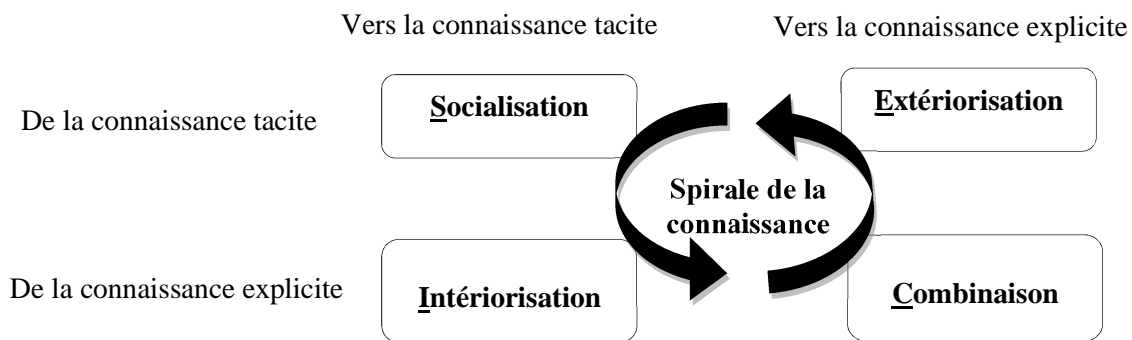 Vers la connaissance tacite
Vers la connaissance explicite
De la connaissance tacite
Socialisation
Extériorisation
Spirale de la
connaissance
De la connaissance explicite
Intériorisation
Combinaison